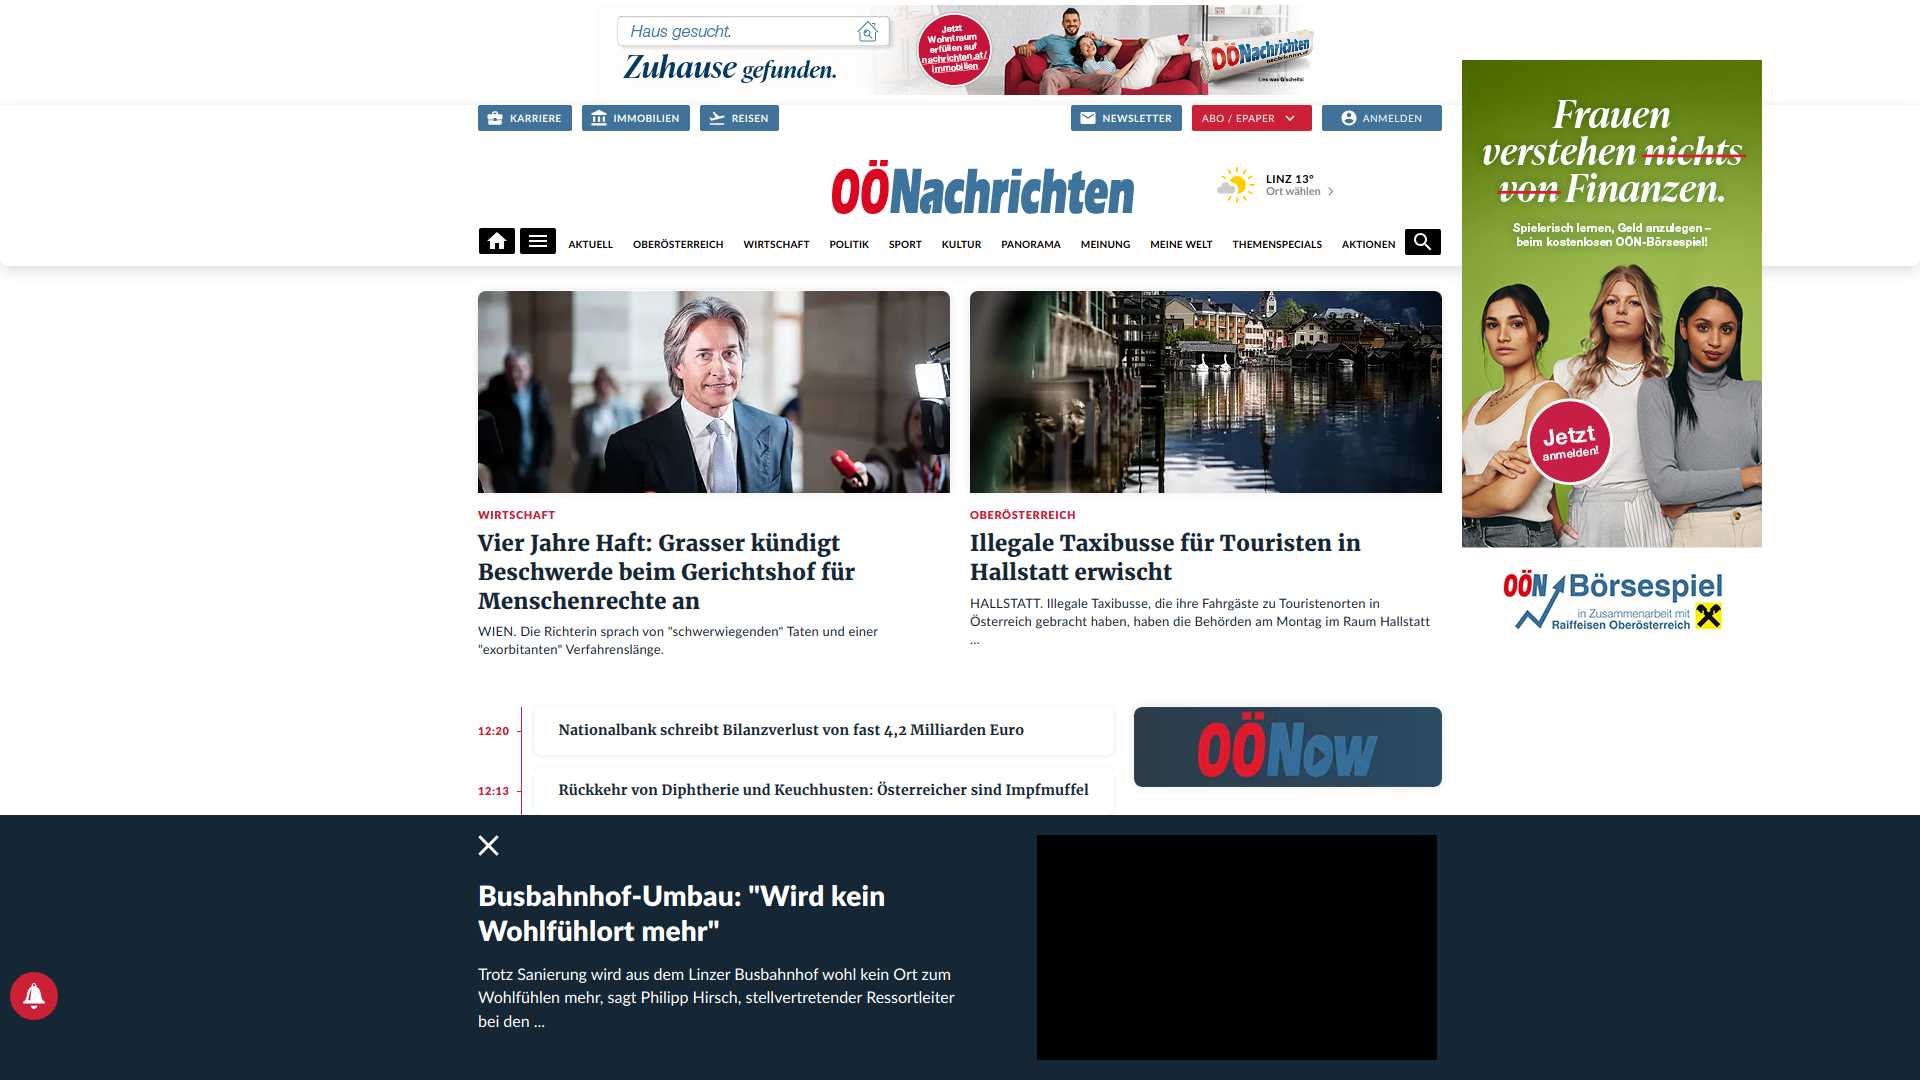 Haus gesucht.
Zuhause gefunden.
Jetzt
Wohntraum
erfüllen auf
nachrichten.at/
immobilien
OÖNachrichten
Lies was G'scheits!
KARRIERE
IMMOBILIEN
REISEN
NEWSLETTER
ABO / EPAPER
ANMELDEN
OÖNachrichten
LINZ 13°
Ort wählen
AKTUELL
OBERÖSTERREICH
WIRTSCHAFT
POLITIK
SPORT
KULTUR
PANORAMA
MEINUNG
MEINE WELT
THEMENSPECIALS
AKTIONEN
Frauen
verstehen nichts
von Finanzen.
Spielerisch lernen, Geld anzulegen –
beim kostenlosen OÖN-Börsespiel!
Jetzt
anmelden!
OÖN Börsespiel
in Zusammenarbeit mit
Raiffeisen Oberösterreich
WIRTSCHAFT
Vier Jahre Haft: Grasser kündigt
Beschwerde beim Gerichtshof für
Menschenrechte an
WIEN. Die Richterin sprach von "schwerwiegenden" Taten und einer
"exorbitanten" Verfahrenslänge.
OBERÖSTERREICH
Illegale Taxibusse für Touristen in
Hallstatt erwischt
HALLSTATT. Illegale Taxibusse, die ihre Fahrgäste zu Touristenorten in
Österreich gebracht haben, haben die Behörden am Montag im Raum Hallstatt
...
12:20
Nationalbank schreibt Bilanzverlust von fast 4,2 Milliarden Euro
12:13
Rückkehr von Diphtherie und Keuchhusten: Österreicher sind Impfmuffel
OÖNow
Busbahnhof-Umbau: "Wird kein
Wohlfühlort mehr"
Trotz Sanierung wird aus dem Linzer Busbahnhof wohl kein Ort zum
Wohlfühlen mehr, sagt Philipp Hirsch, stellvertretender Ressortleiter
bei den ...